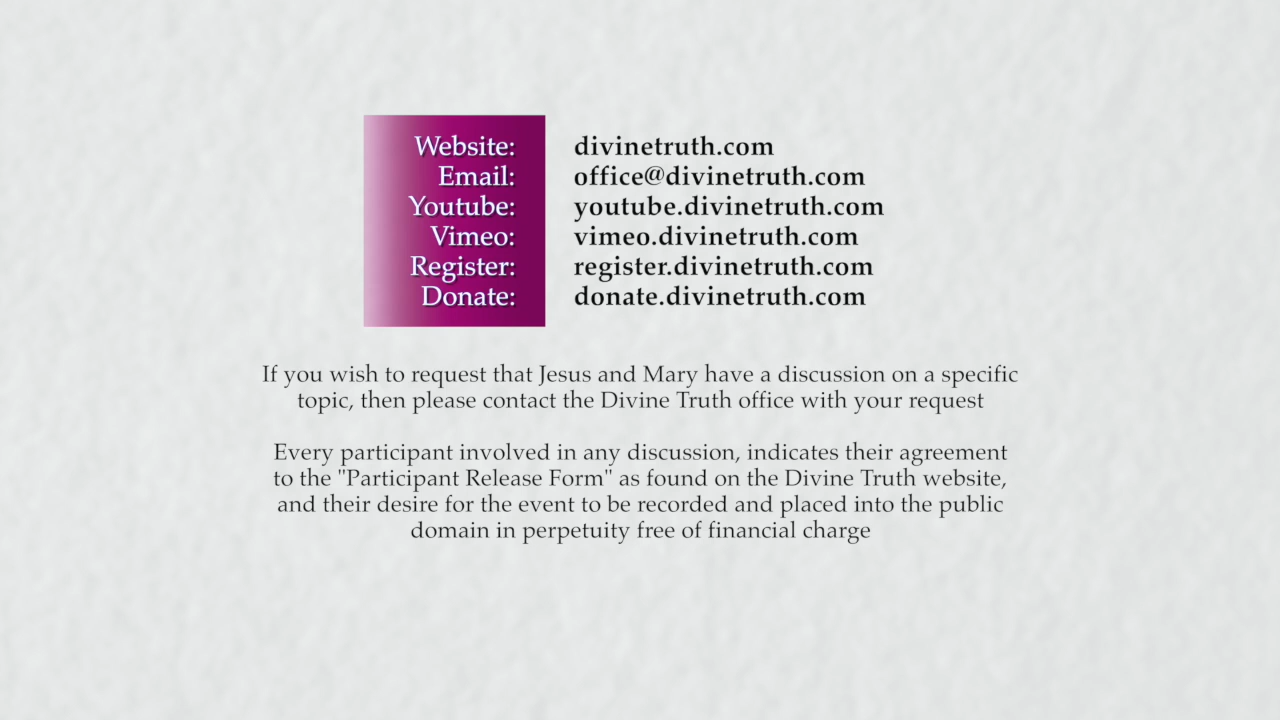 Website: divinetruth.com
Email: office@divinetruth.com
Youtube: youtube.divinetruth.com
Vimeo: vimeo.divinetruth.com
Register: register.divinetruth.com
Donate: donate.divinetruth.com
If you wish to request that Jesus and Mary have a discussion on a specific
topic, then please contact the Divine Truth office with your request
Every participant involved in any discussion, indicates their agreement
to the "Participant Release Form" as found on the Divine Truth website,
and their desire for the event to be recorded and placed into the public
domain in perpetuity free of financial charge